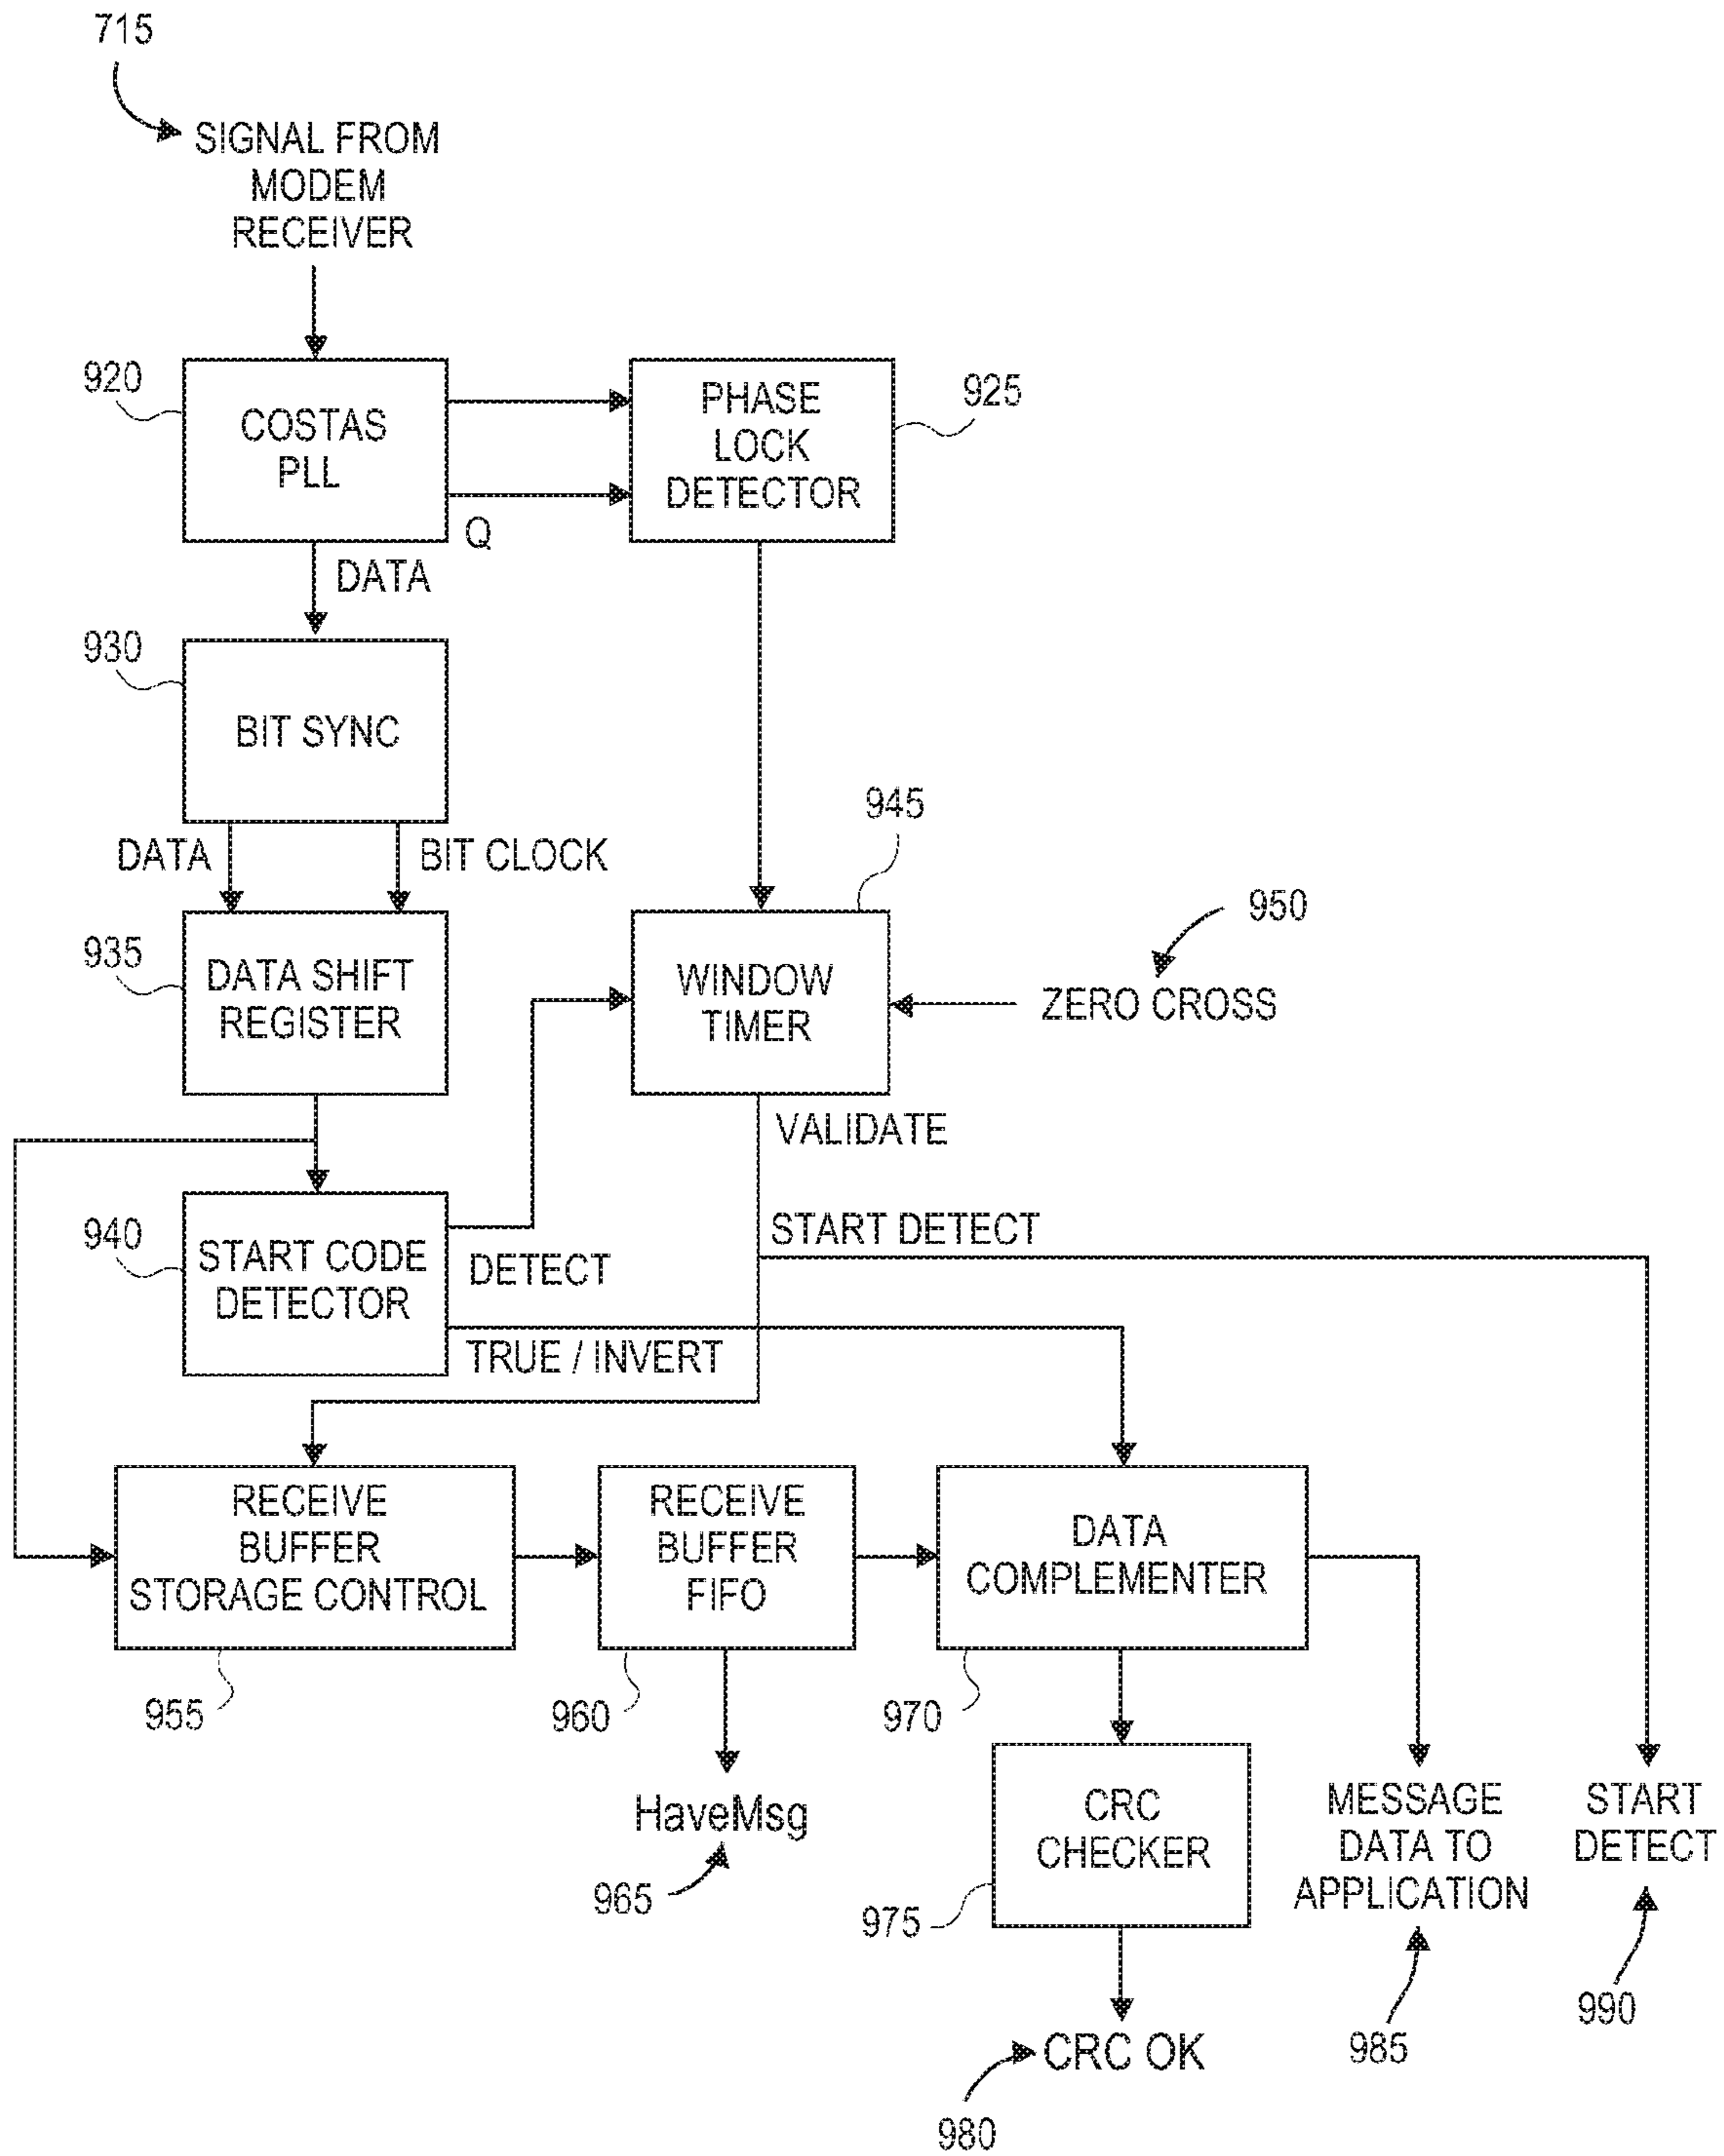 715
SIGNAL FROM
MODEM
RECEIVER
920
COSTAS
PLL
PHASE
LOCK
DETECTOR
925
Q
DATA
930
BIT SYNC
945
DATA
BIT CLOCK
950
935
DATA SHIFT
REGISTER
WINDOW
TIMER
ZERO CROSS
VALIDATE
940
START CODE
DETECTOR
DETECT
START DETECT
TRUE / INVERT
RECEIVE
BUFFER
STORAGE CONTROL
RECEIVE
BUFFER
FIFO
DATA
COMPLEMENTER
955
960
970
HaveMsg
965
CRC
CHECKER
975
MESSAGE
DATA TO
APPLICATION
START
DETECT
985
990
CRC OK
980